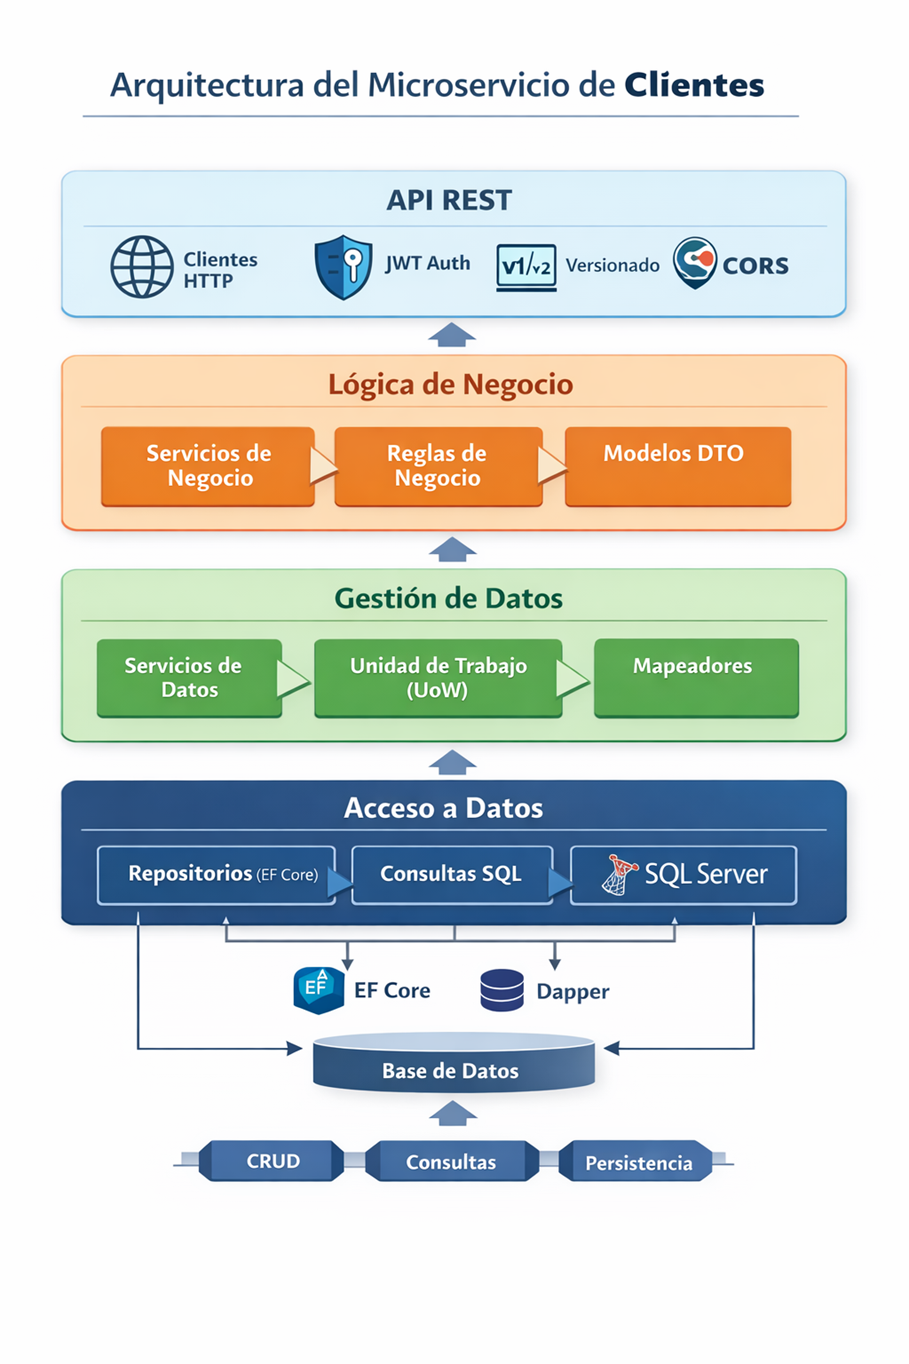 Arquitectura del Microservicio de Clientes
API REST
Clientes
HTTP
JWT Auth
v1/v2
Versionado
CORS
Lógica de Negocio
Servicios de
Negocio
Reglas de
Negocio
Modelos DTO
Gestión de Datos
Servicios de
Datos
Unidad de Trabajo
(UoW)
Mapeadores
Acceso a Datos
Repositorios (EF Core)
Consultas SQL
SQL Server
A
EF
EF Core
Dapper
Base de Datos
CRUD
Consultas
Persistencia